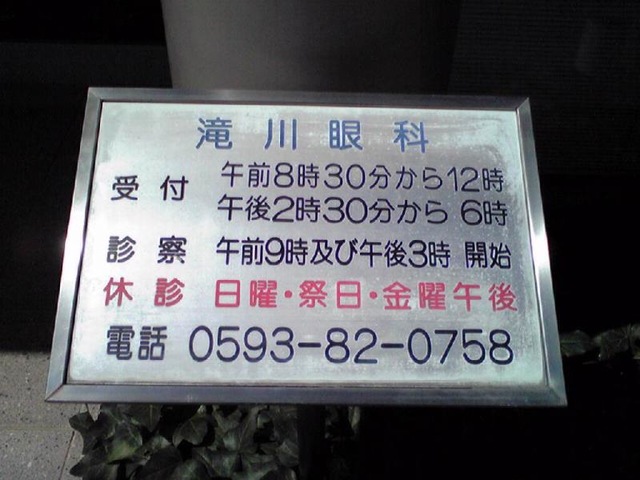 滝川眼科
受付 午前8時30分から12時
午後2時30分から 6時
診察 午前9時及び午後3時 開始
休診 日曜・祭日・金曜午後
電話 0593-82-0758